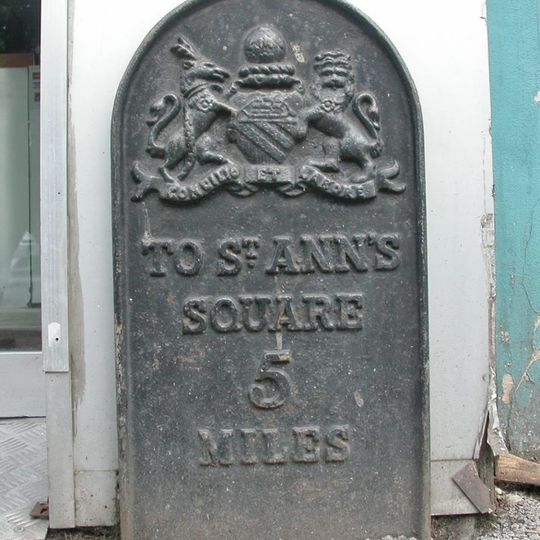 CONCILIO ET LABORE
TO ST. ANN'S
SQUARE
5
MILES